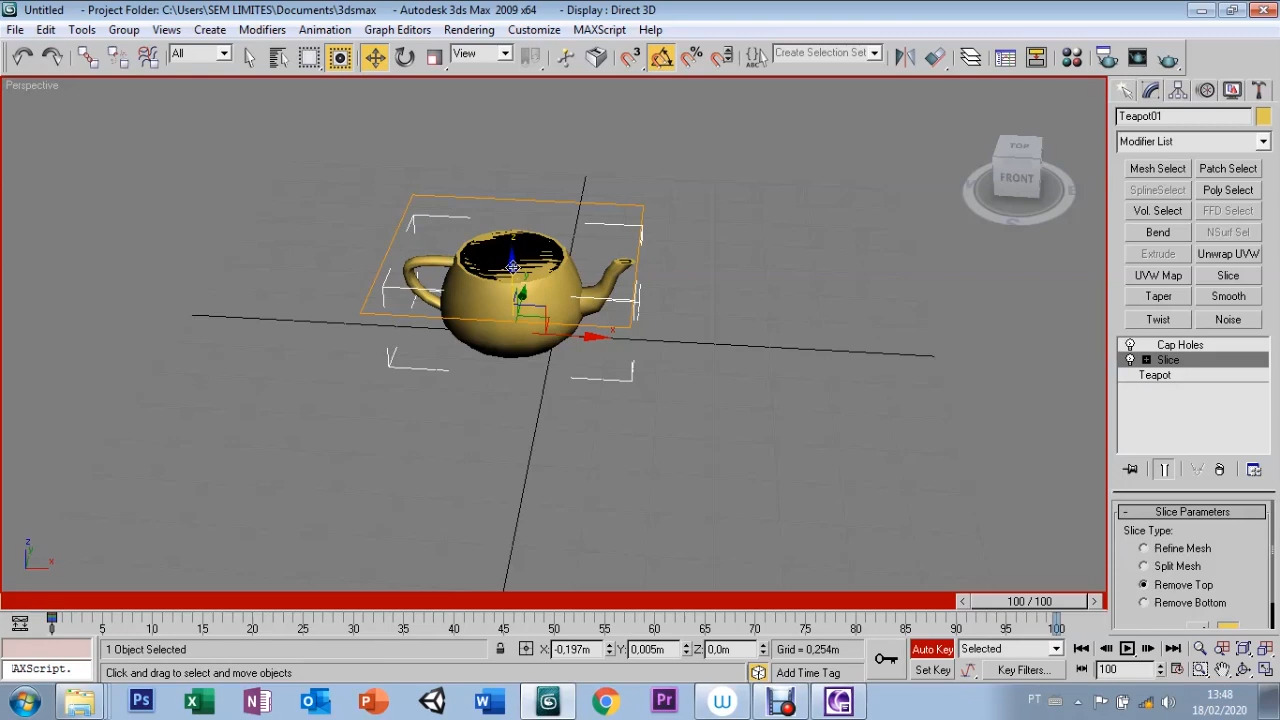 Untitled - Project Folder: C:\Users\SEM LIMITES\Documents\3dsmax - Autodesk 3ds Max 2009 x64 - Display : Direct 3D
File Edit Tools Group Views Create Modifiers Animation Graph Editors Rendering Customize MAXScript Help
All View 3 % ABC Create Selection Set
Perspective
TOP
FRONT
S
z
x
Teapot01
Modifier List
Mesh Select Patch Select
SplineSelect Poly Select
Vol. Select FFD Select
Bend NSurf Sel
Extrude Unwrap UVW
UVW Map Slice
Taper Smooth
Twist Noise
Cap Holes
Slice
Teapot
- Slice Parameters
Slice Type:
Refine Mesh
Split Mesh
Remove Top
Remove Bottom
z
y
x
< 100 / 100 >
0 5 10 15 20 25 30 35 40 45 50 55 60 65 70 75 80 85 90 95 100
1 Object Selected X: -0,197m Y: 0,005m Z: 0,0m Grid = 0,254m Auto Key Selected
AXScript. Click and drag to select and move objects Add Time Tag Set Key Key Filters... 100
Ps X N O P W 3 Pr W PT 13:48
18/02/2020